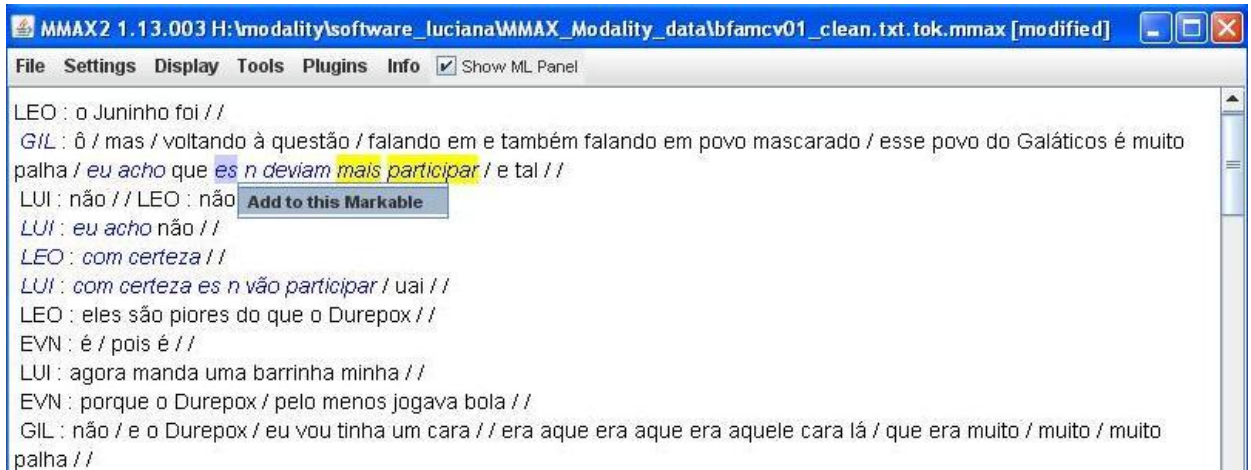 MMAX2 1.13.003 H:\modality\software_luciana\MMAX_Modality_data\bfamcv01_clean.txt.tok.mmax [modified]
File Settings Display Tools Plugins Info Show ML Panel
LEO : o Juninho foi / /
GIL : ô / mas / voltando à questão / falando em e também falando em povo mascarado / esse povo do Galáticos é muito
palha / eu acho que es n deviam mais participar / e tal / /
LUI : não / / LEO : não
Add to this Markable
LUI : eu acho não / /
LEO : com certeza / /
LUI : com certeza es n vão participar / uai / /
LEO : eles são piores do que o Durepox / /
EVN : é / pois é / /
LUI : agora manda uma barrinha minha / /
EVN : porque o Durepox / pelo menos jogava bola / /
GIL : não / e o Durepox / eu vou tinha um cara / / era aque era aque era aquele cara lá / que era muito / muito / muito
palha / /